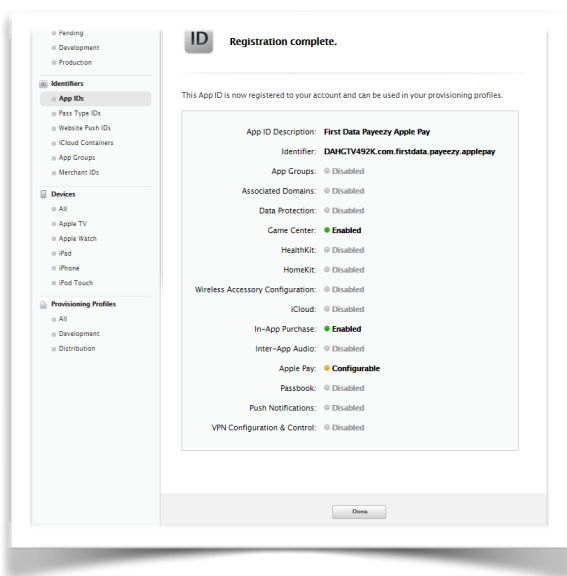 Pending
Development
Production
ID Identifiers
App IDs
Pass Type IDs
Website Push IDs
iCloud Containers
App Groups
Merchant IDs
Devices
All
Apple TV
Apple Watch
iPad
iPhone
iPod Touch
Provisioning Profiles
All
Development
Distribution
ID Registration complete.
This App ID is now registered to your account and can be used in your provisioning profiles.
App ID Description: First Data Payeezy Apple Pay
Identifier: DAHGTV492K.com.firstdata.payeezy.applepay
App Groups: Disabled
Associated Domains: Disabled
Data Protection: Disabled
Game Center: Enabled
HealthKit: Disabled
HomeKit: Disabled
Wireless Accessory Configuration: Disabled
iCloud: Disabled
In-App Purchase: Enabled
Inter-App Audio: Disabled
Apple Pay: Configurable
Passbook: Disabled
Push Notifications: Disabled
VPN Configuration & Control: Disabled
Done